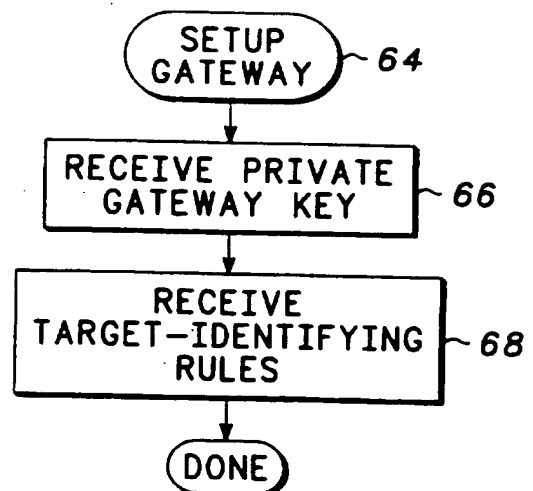 SETUP
GATEWAY
64
RECEIVE PRIVATE
GATEWAY KEY
66
RECEIVE
TARGET-IDENTIFYING
RULES
68
DONE